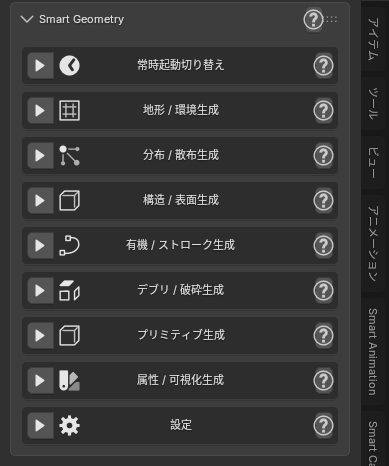 Smart Geometry
常時起動切り替え
地形 / 環境生成
分布 / 散布生成
構造 / 表面生成
有機 / ストローク生成
デブリ / 破砕生成
プリミティブ生成
属性 / 可視化生成
設定
アイテム
ツール
ビュー
アニメーション
Smart Animation
Smart Ca